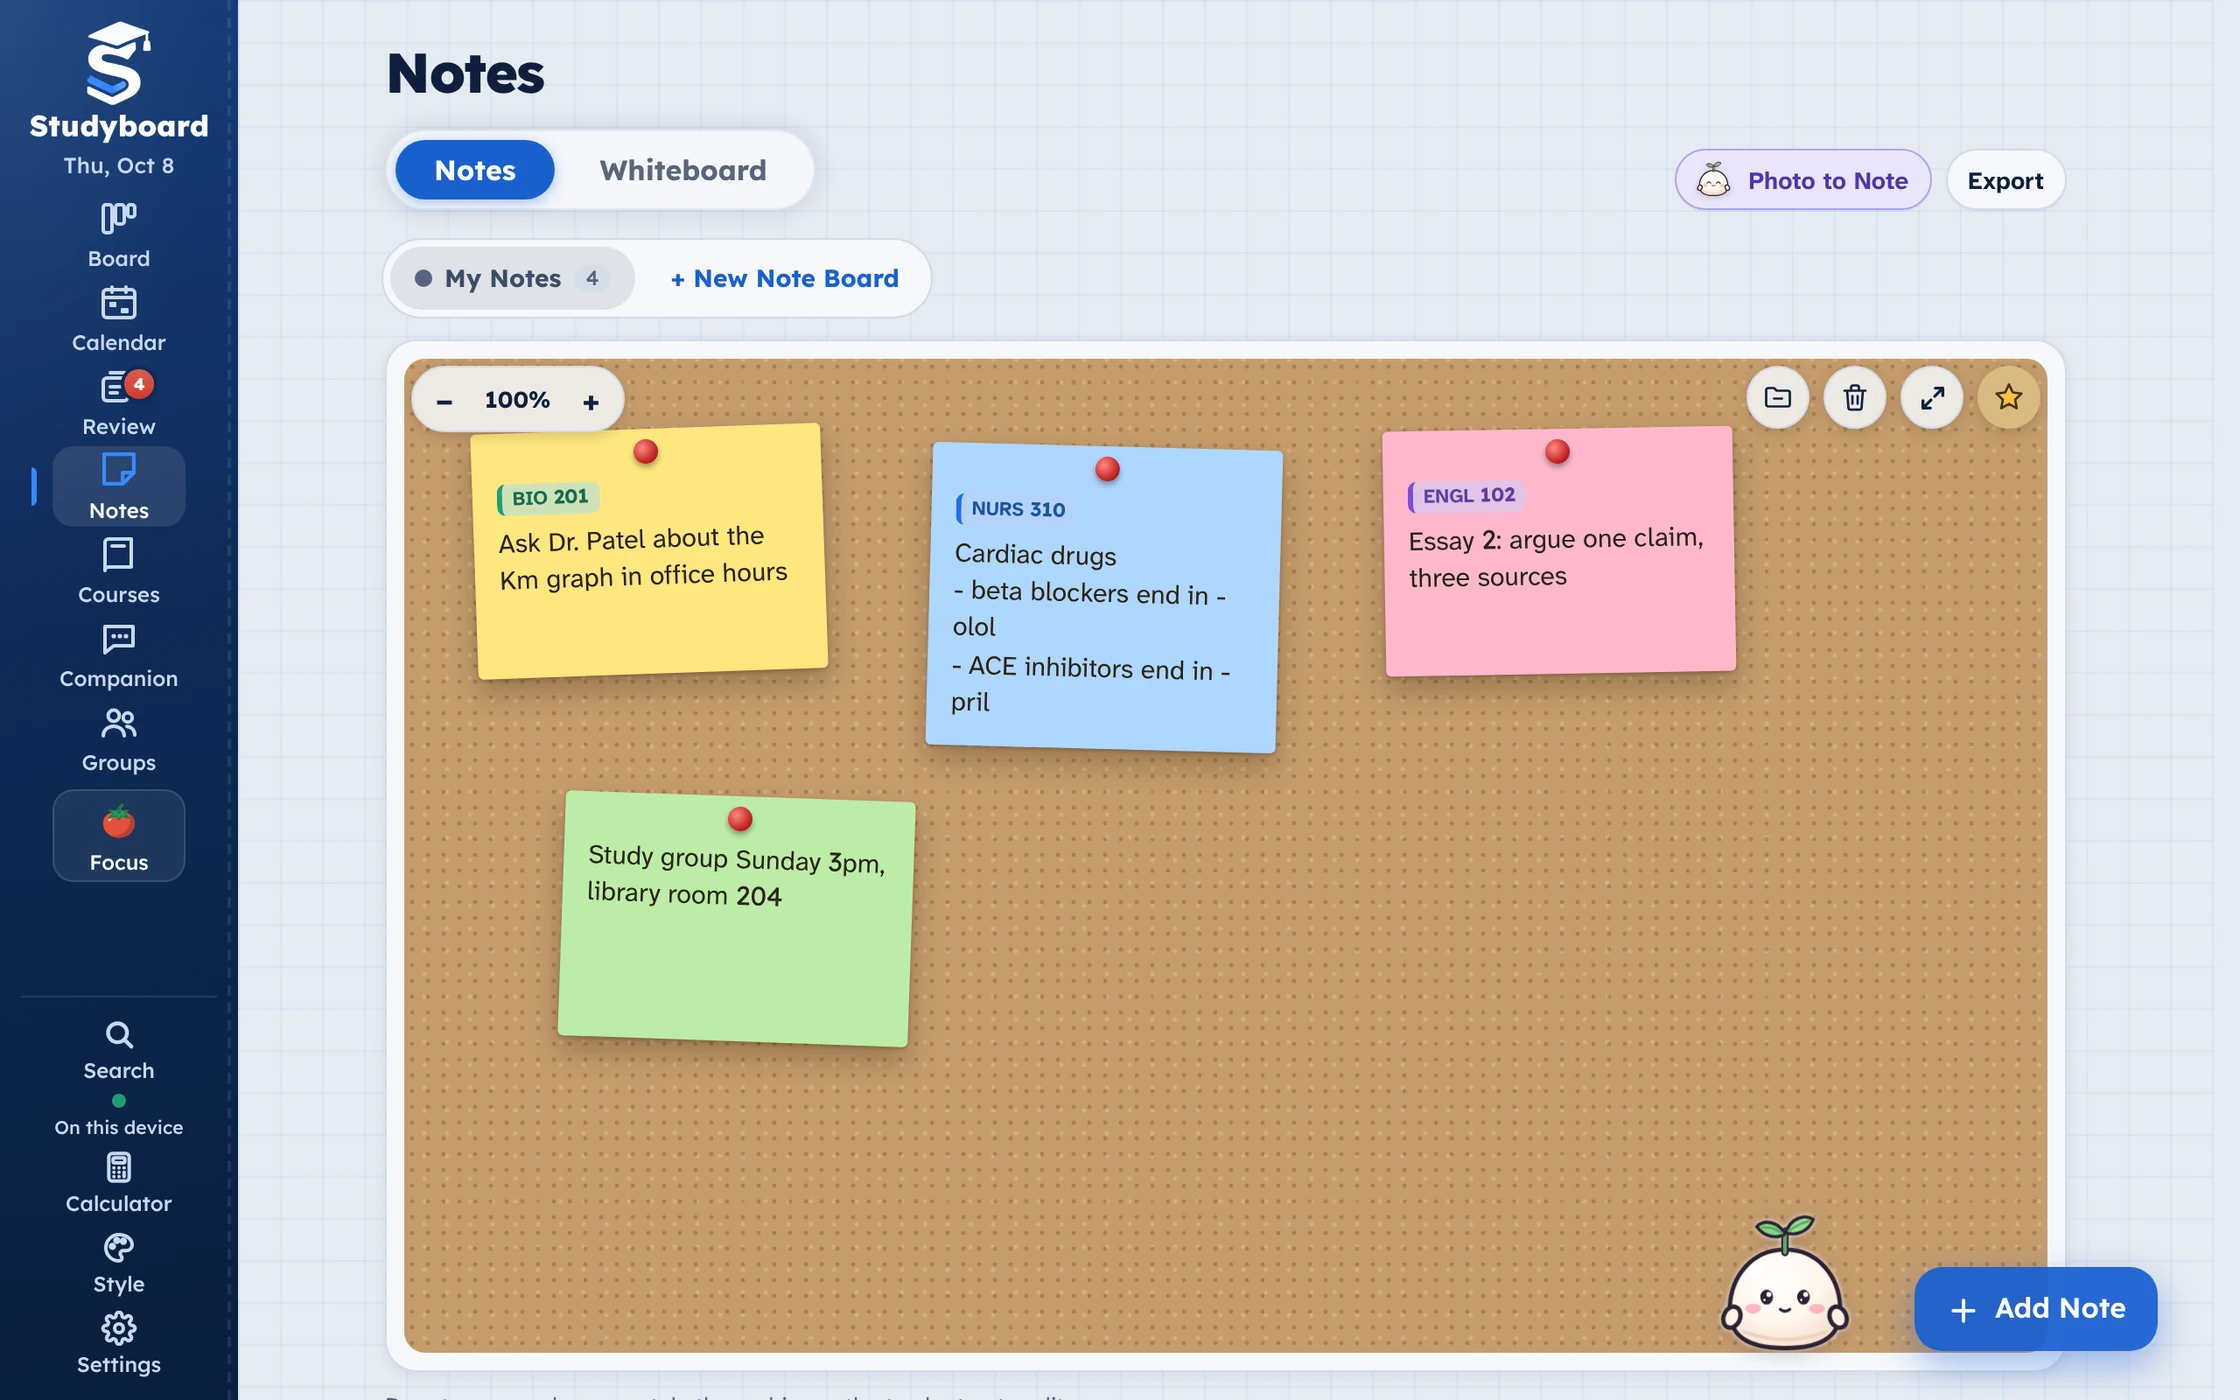 Studyboard
Thu, Oct 8
Board
Calendar
4
Review
Notes
Courses
Companion
Groups
Focus
Search
On this device
Calculator
Style
Settings
Notes
Notes
Whiteboard
Photo to Note
Export
My Notes 4
+ New Note Board
− 100% +
BIO 201
Ask Dr. Patel about the
Km graph in office hours
NURS 310
Cardiac drugs
- beta blockers end in -
olol
- ACE inhibitors end in -
pril
ENGL 102
Essay 2: argue one claim,
three sources
Study group Sunday 3pm,
library room 204
+ Add Note